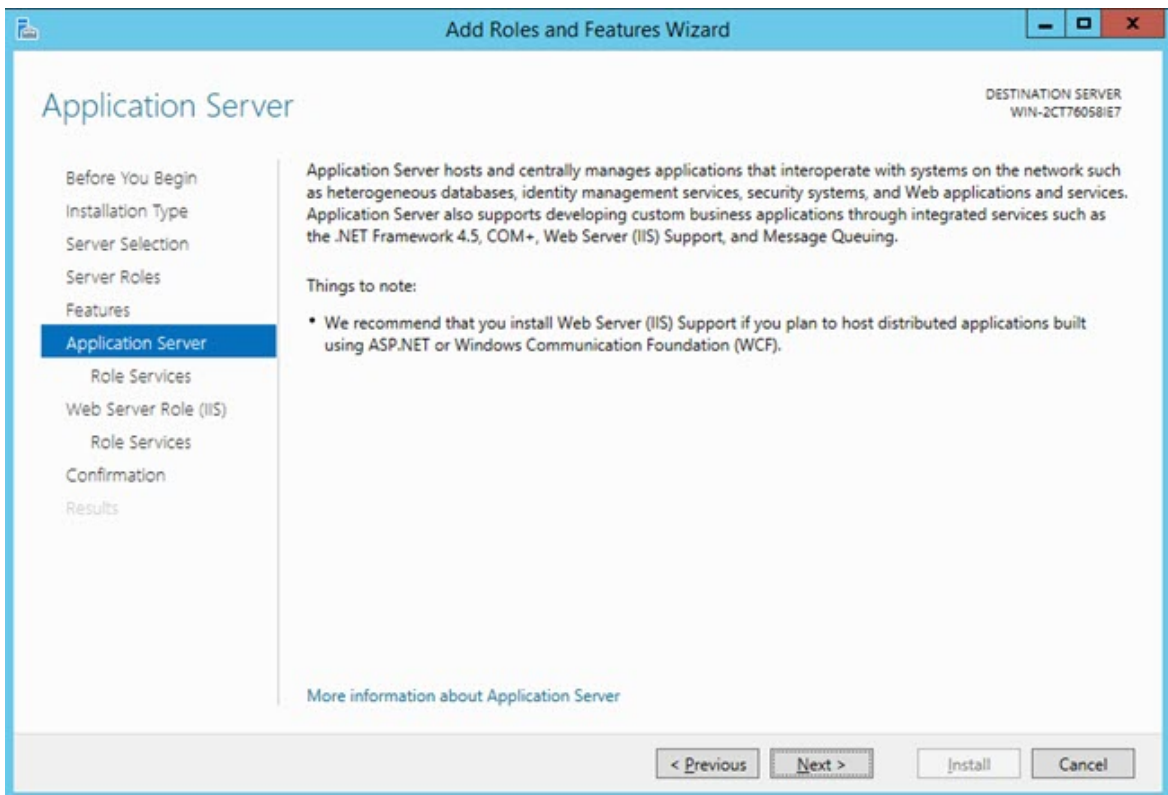 Add Roles and Features Wizard
Application Server
DESTINATION SERVER
WIN-2CT76058IE7
Before You Begin
Installation Type
Server Selection
Server Roles
Features
Application Server
Role Services
Web Server Role (IIS)
Role Services
Confirmation
Results
Application Server hosts and centrally manages applications that interoperate with systems on the network such
as heterogeneous databases, identity management services, security systems, and Web applications and services.
Application Server also supports developing custom business applications through integrated services such as
the .NET Framework 4.5, COM+, Web Server (IIS) Support, and Message Queuing.
Things to note:
• We recommend that you install Web Server (IIS) Support if you plan to host distributed applications built
using ASP.NET or Windows Communication Foundation (WCF).
More information about Application Server
< Previous
Next >
Install
Cancel